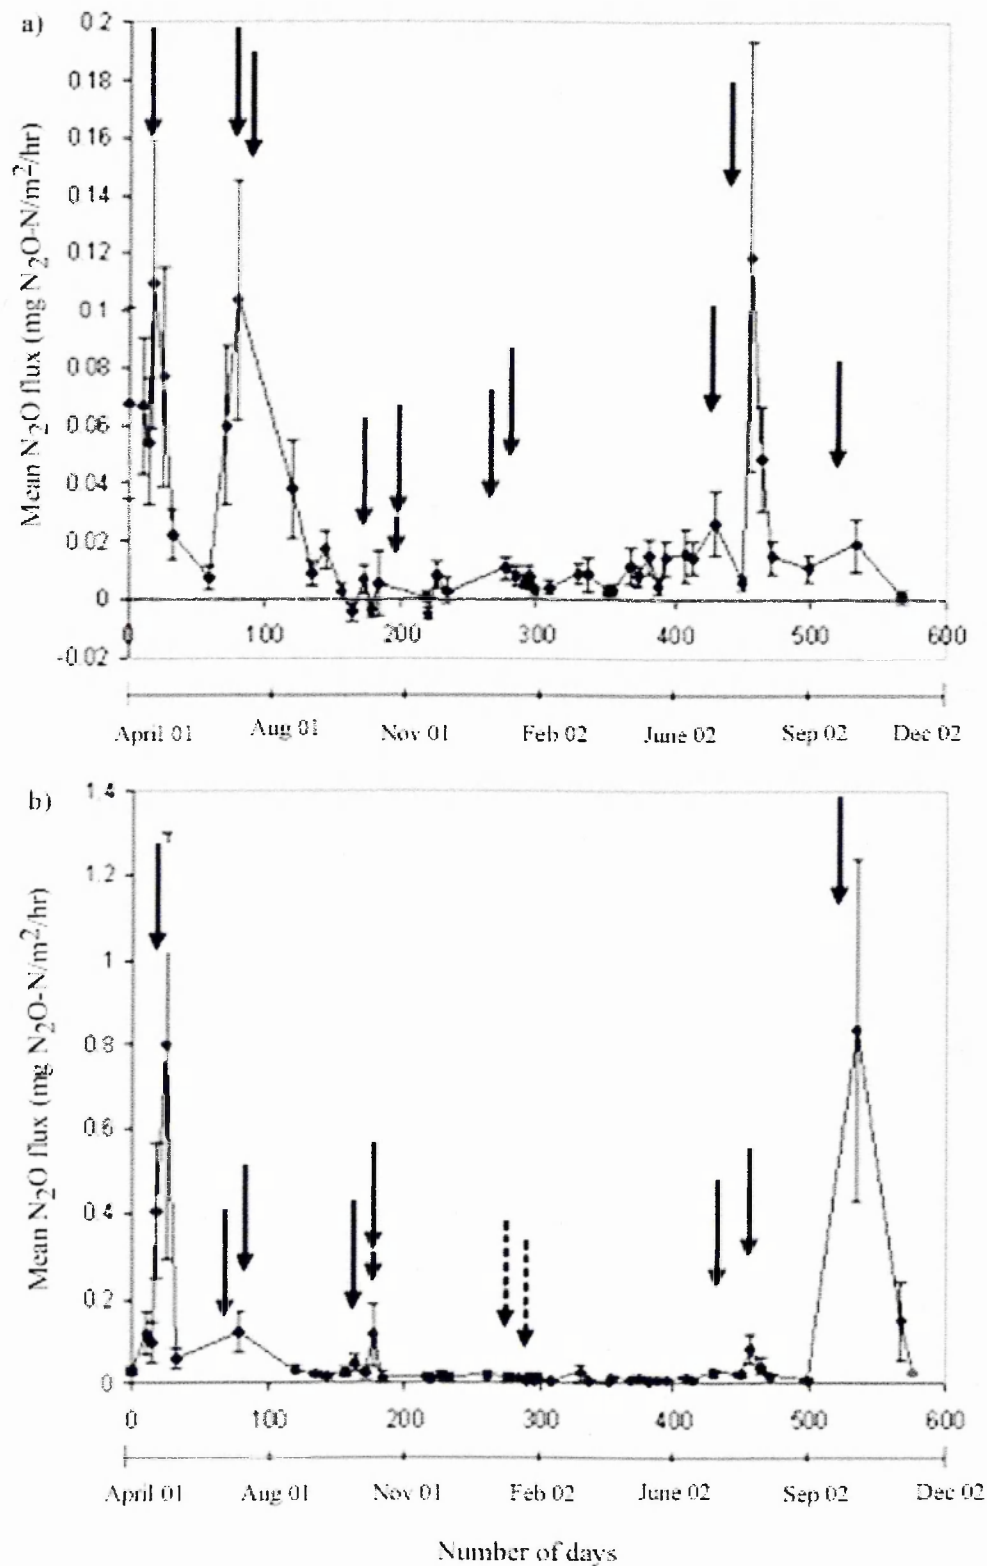 a)
Mean N2O flux (mg N2O-N/m2/hr)
0.2
0.18
0.16
0.14
0.12
0.1
0.08
0.06
0.04
0.02
0
-0.02
0 100 200 300 400 500 600
April 01 Aug 01 Nov 01 Feb 02 June 02 Sep 02 Dec 02
b)
Mean N2O flux (mg N2O-N/m2/hr)
1.4
1.2
1
0.8
0.6
0.4
0.2
0
0 100 200 300 400 500 600
April 01 Aug 01 Nov 01 Feb 02 June 02 Sep 02 Dec 02
Number of days